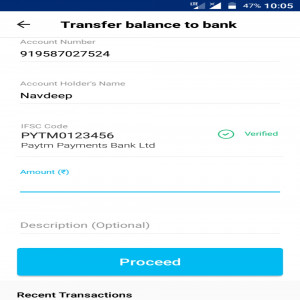 LTE 47% 10:05
Transfer balance to bank
Account Number
919587027524
Account Holder's Name
Navdeep
IFSC Code
PYTM0123456
Verified
Paytm Payments Bank Ltd
Amount (₹)
Description (Optional)
Proceed
Recent Transactions